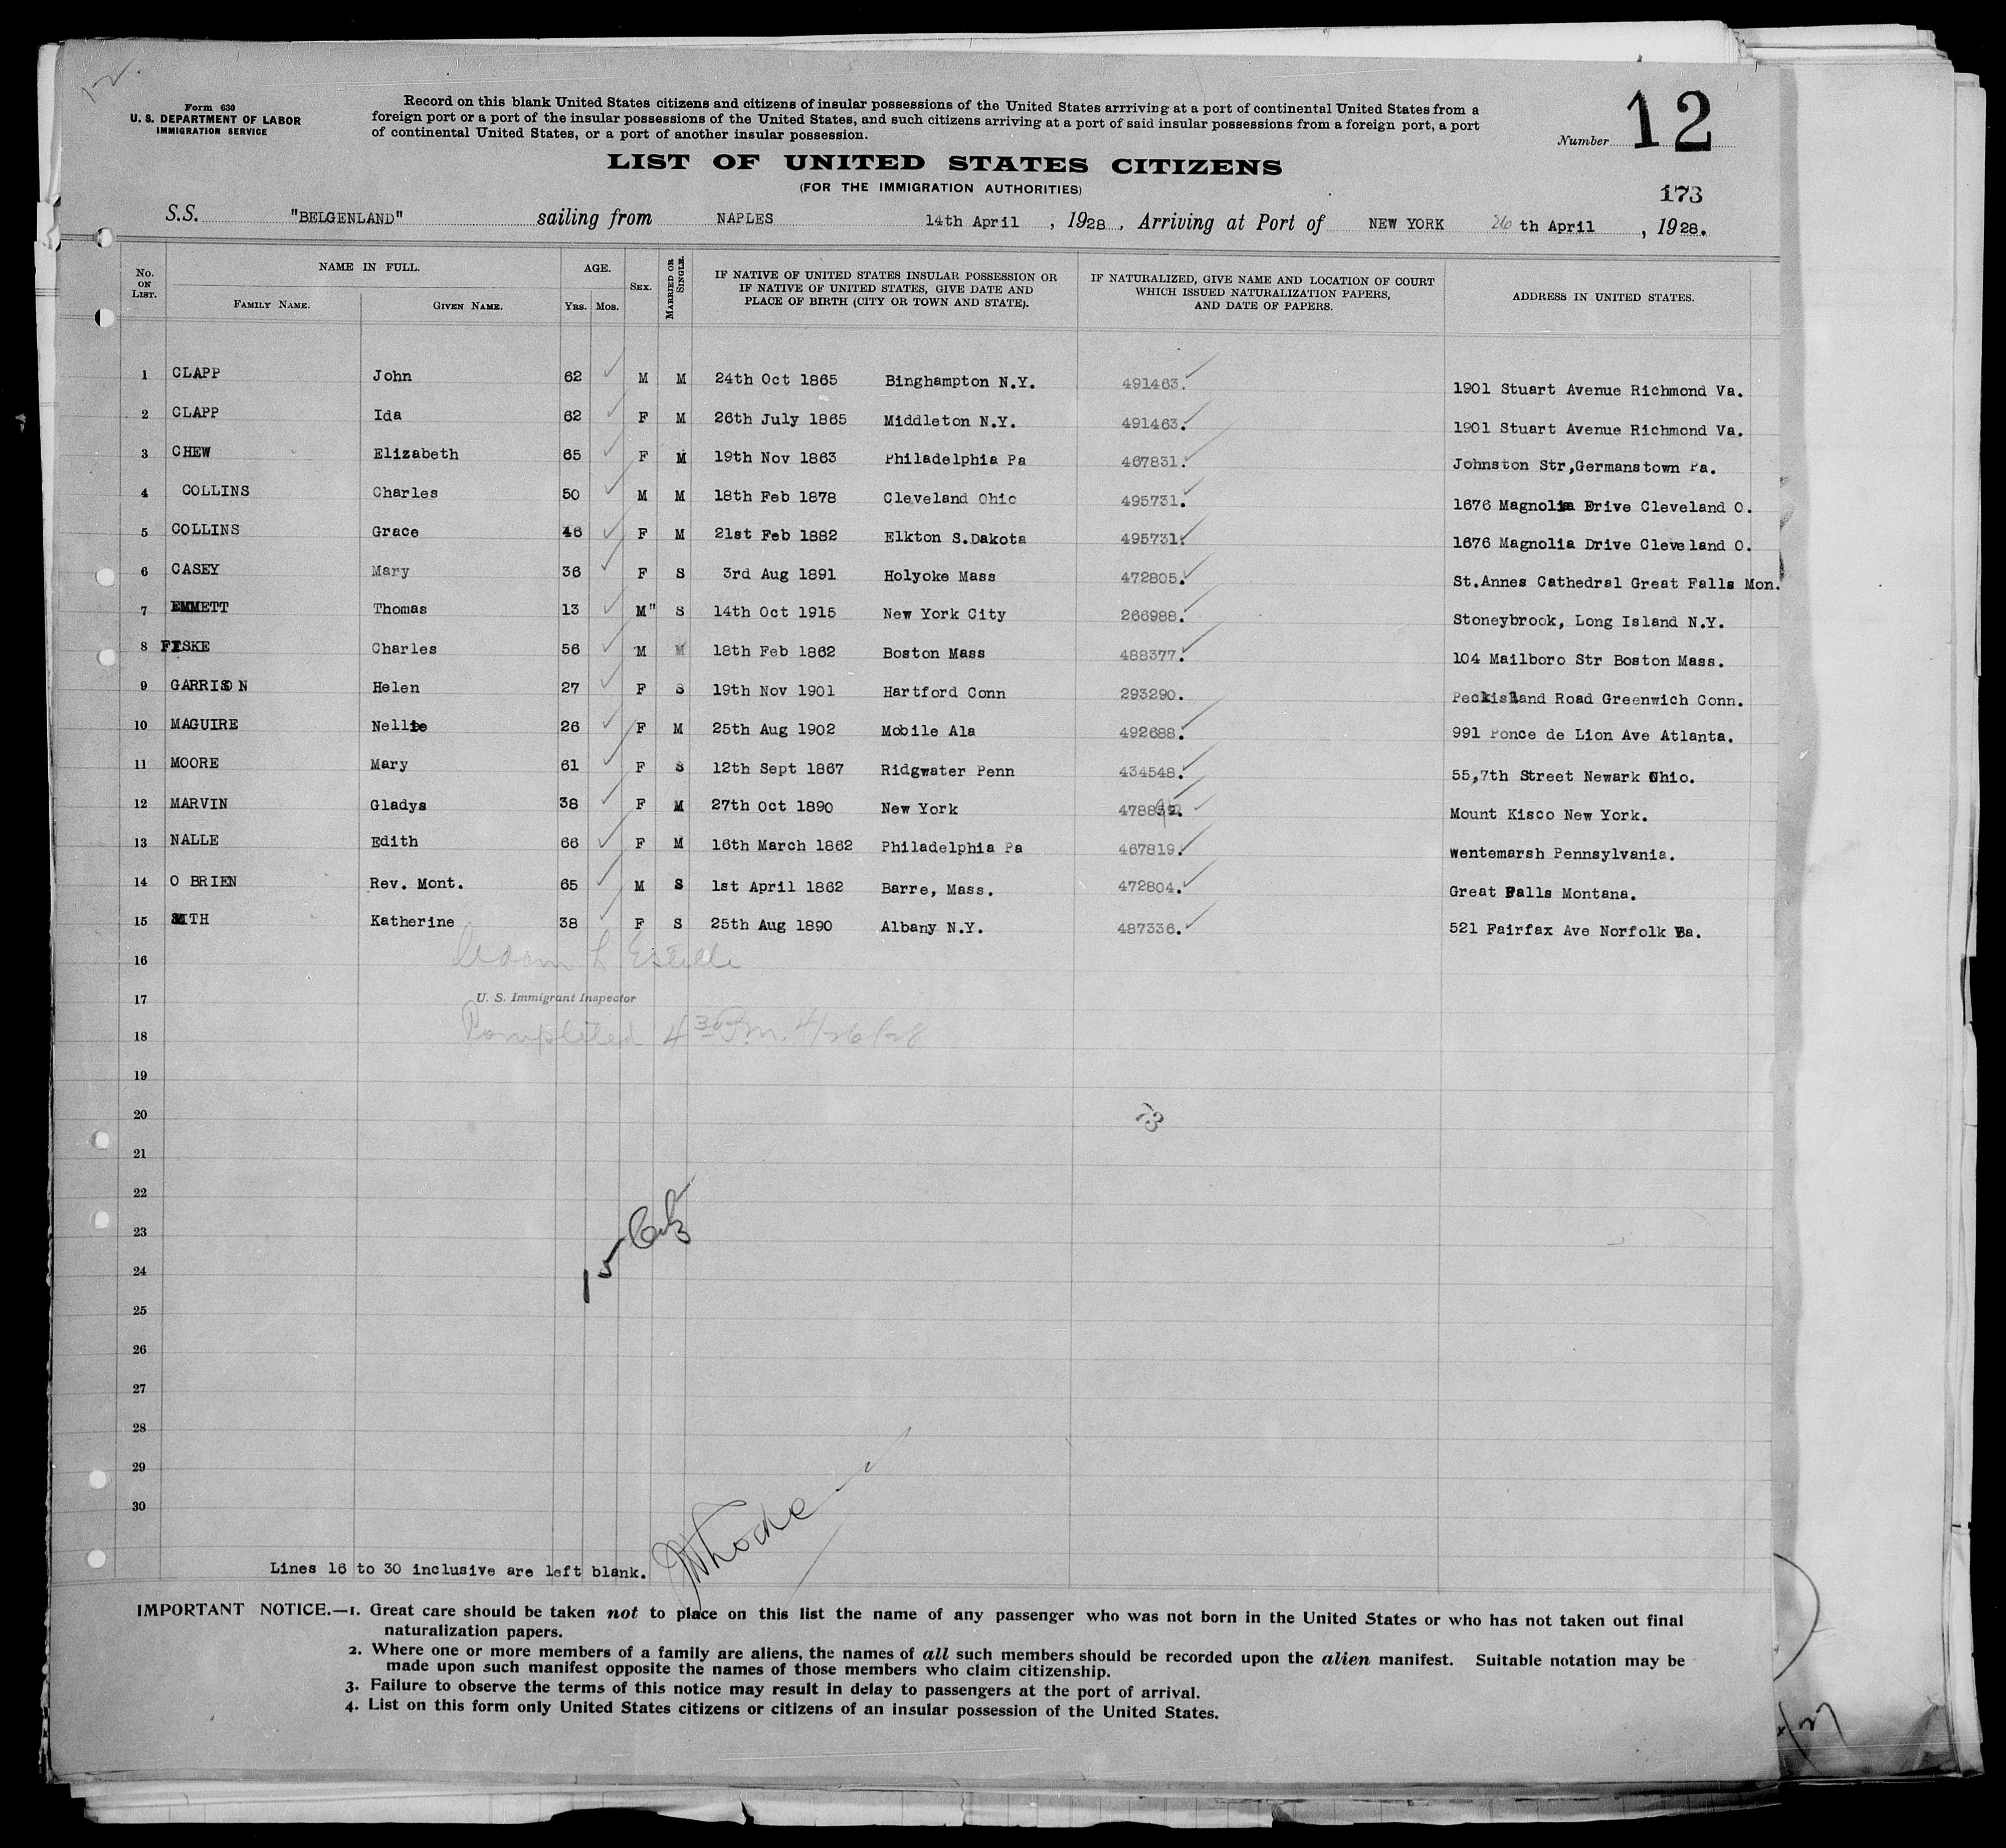 Form 630
U. S. DEPARTMENT OF LABOR
IMMIGRATION SERVICE
Record on this blank United States citizens and citizens of insular possessions of the United States arrriving at a port of continental United States from a
foreign port or a port of the insular possessions of the United States, and such citizens arriving at a port of said insular possessions from a foreign port, a port
of continental United States, or a port of another insular possession.
Number 12
LIST OF UNITED STATES CITIZENS
(FOR THE IMMIGRATION AUTHORITIES)
173
S.S. "BELGENLAND" sailing from NAPLES 14th April , 1928 , Arriving at Port of NEW YORK 26 th April , 1928.
No. ON LIST. NAME IN FULL. FAMILY NAME. GIVEN NAME. AGE. YRS. MOS. SEX. MARRIED OR SINGLE. IF NATIVE OF UNITED STATES INSULAR POSSESSION OR IF NATIVE OF UNITED STATES, GIVE DATE AND PLACE OF BIRTH (CITY OR TOWN AND STATE). IF NATURALIZED, GIVE NAME AND LOCATION OF COURT WHICH ISSUED NATURALIZATION PAPERS, AND DATE OF PAPERS. ADDRESS IN UNITED STATES.
1 CLAPP John 62 M M 24th Oct 1865 Binghampton N.Y. 491463. 1901 Stuart Avenue Richmond Va.
2 CLAPP Ida 62 F M 26th July 1865 Middleton N.Y. 491463. 1901 Stuart Avenue Richmond Va.
3 CHEW Elizabeth 65 F M 19th Nov 1863 Philadelphia Pa 467831. Johnston Str,Germanstown Pa.
4 COLLINS Charles 50 M M 18th Feb 1878 Cleveland Ohio 495731. 1676 Magnolia Drive Cleveland O.
5 COLLINS Grace 46 F M 21st Feb 1882 Elkton S.Dakota 495731. 1676 Magnolia Drive Cleveland O.
6 CASEY Mary 36 F S 3rd Aug 1891 Holyoke Mass 472805. St.Annes Cathedral Great Falls Mon.
7 EMMETT Thomas 13 M" S 14th Oct 1915 New York City 266988. Stoneybrook, Long Island N.Y.
8 FISKE Charles 56 M M 18th Feb 1862 Boston Mass 488377. 104 Mailboro Str Boston Mass.
9 GARRISON Helen 27 F S 19th Nov 1901 Hartford Conn 293290. Peckisland Road Greenwich Conn.
10 MAGUIRE Nellie 26 F M 25th Aug 1902 Mobile Ala 492688. 991 Ponce de Lion Ave Atlanta.
11 MOORE Mary 61 F S 12th Sept 1867 Ridgwater Penn 434548. 55,7th Street Newark Ohio.
12 MARVIN Gladys 38 F M 27th Oct 1890 New York Mount Kisco New York.
13 NALLE Edith 66 F M 16th March 1862 Philadelphia Pa 467819. wentemarsh Pennsylvania.
14 O BRIEN Rev. Mont. 65 M S 1st April 1862 Barre, Mass. 472804. Great Falls Montana.
15 SMITH Katherine 38 F S 25th Aug 1890 Albany N.Y. 487336. 521 Fairfax Ave Norfolk Va.
16 L Estelle
17 U. S. Immigrant Inspector
18 Completed 4 30 P.m. 4/26/28
19
20
21
22
23
24
15
25
26
27
28
29
30
Lines 16 to 30 inclusive are left blank.
IMPORTANT NOTICE.—1. Great care should be taken not to place on this list the name of any passenger who was not born in the United States or who has not taken out final
naturalization papers.
2. Where one or more members of a family are aliens, the names of all such members should be recorded upon the alien manifest. Suitable notation may be
made upon such manifest opposite the names of those members who claim citizenship.
3. Failure to observe the terms of this notice may result in delay to passengers at the port of arrival.
4. List on this form only United States citizens or citizens of an insular possession of the United States.